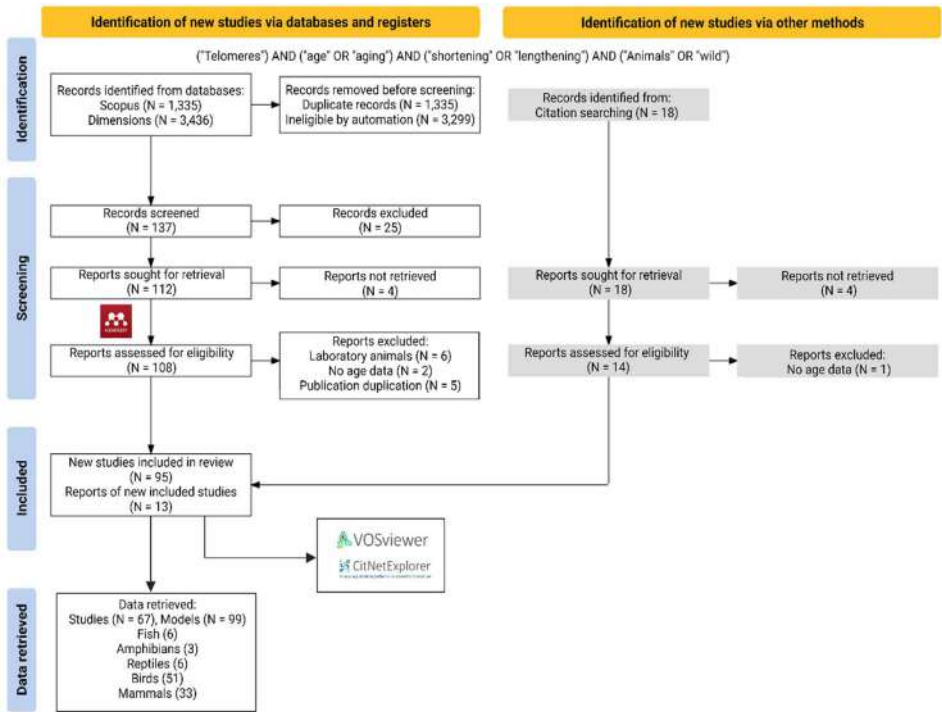 Identification of new studies via databases and registers
Identification of new studies via other methods
("Telomeres") AND ("age" OR "aging") AND ("shortening" OR "lengthening") AND ("Animals" OR "wild")
Identification
Records identified from databases:
Scopus (N = 1,335)
Dimensions (N = 3,436)
Records removed before screening:
Duplicate records (N = 1,335)
Ineligible by automation (N = 3,299)
Records identified from:
Citation searching (N = 18)
Screening
Records screened
(N = 137)
Records excluded
(N = 25)
Reports sought for retrieval
(N = 112)
Reports not retrieved
(N = 4)
Reports sought for retrieval
(N = 18)
Reports not retrieved
(N = 4)
Reports assessed for eligibility
(N = 108)
Reports excluded:
Laboratory animals (N = 6)
No age data (N = 2)
Publication duplication (N = 5)
Reports assessed for eligibility
(N = 14)
Reports excluded:
No age data (N = 1)
Included
New studies included in review
(N = 95)
Reports of new included studies
(N = 13)
VOSviewer
CitNetExplorer
Data retrieved
Data retrieved:
Studies (N = 67), Models (N = 99)
Fish (6)
Amphibians (3)
Reptiles (6)
Birds (51)
Mammals (33)